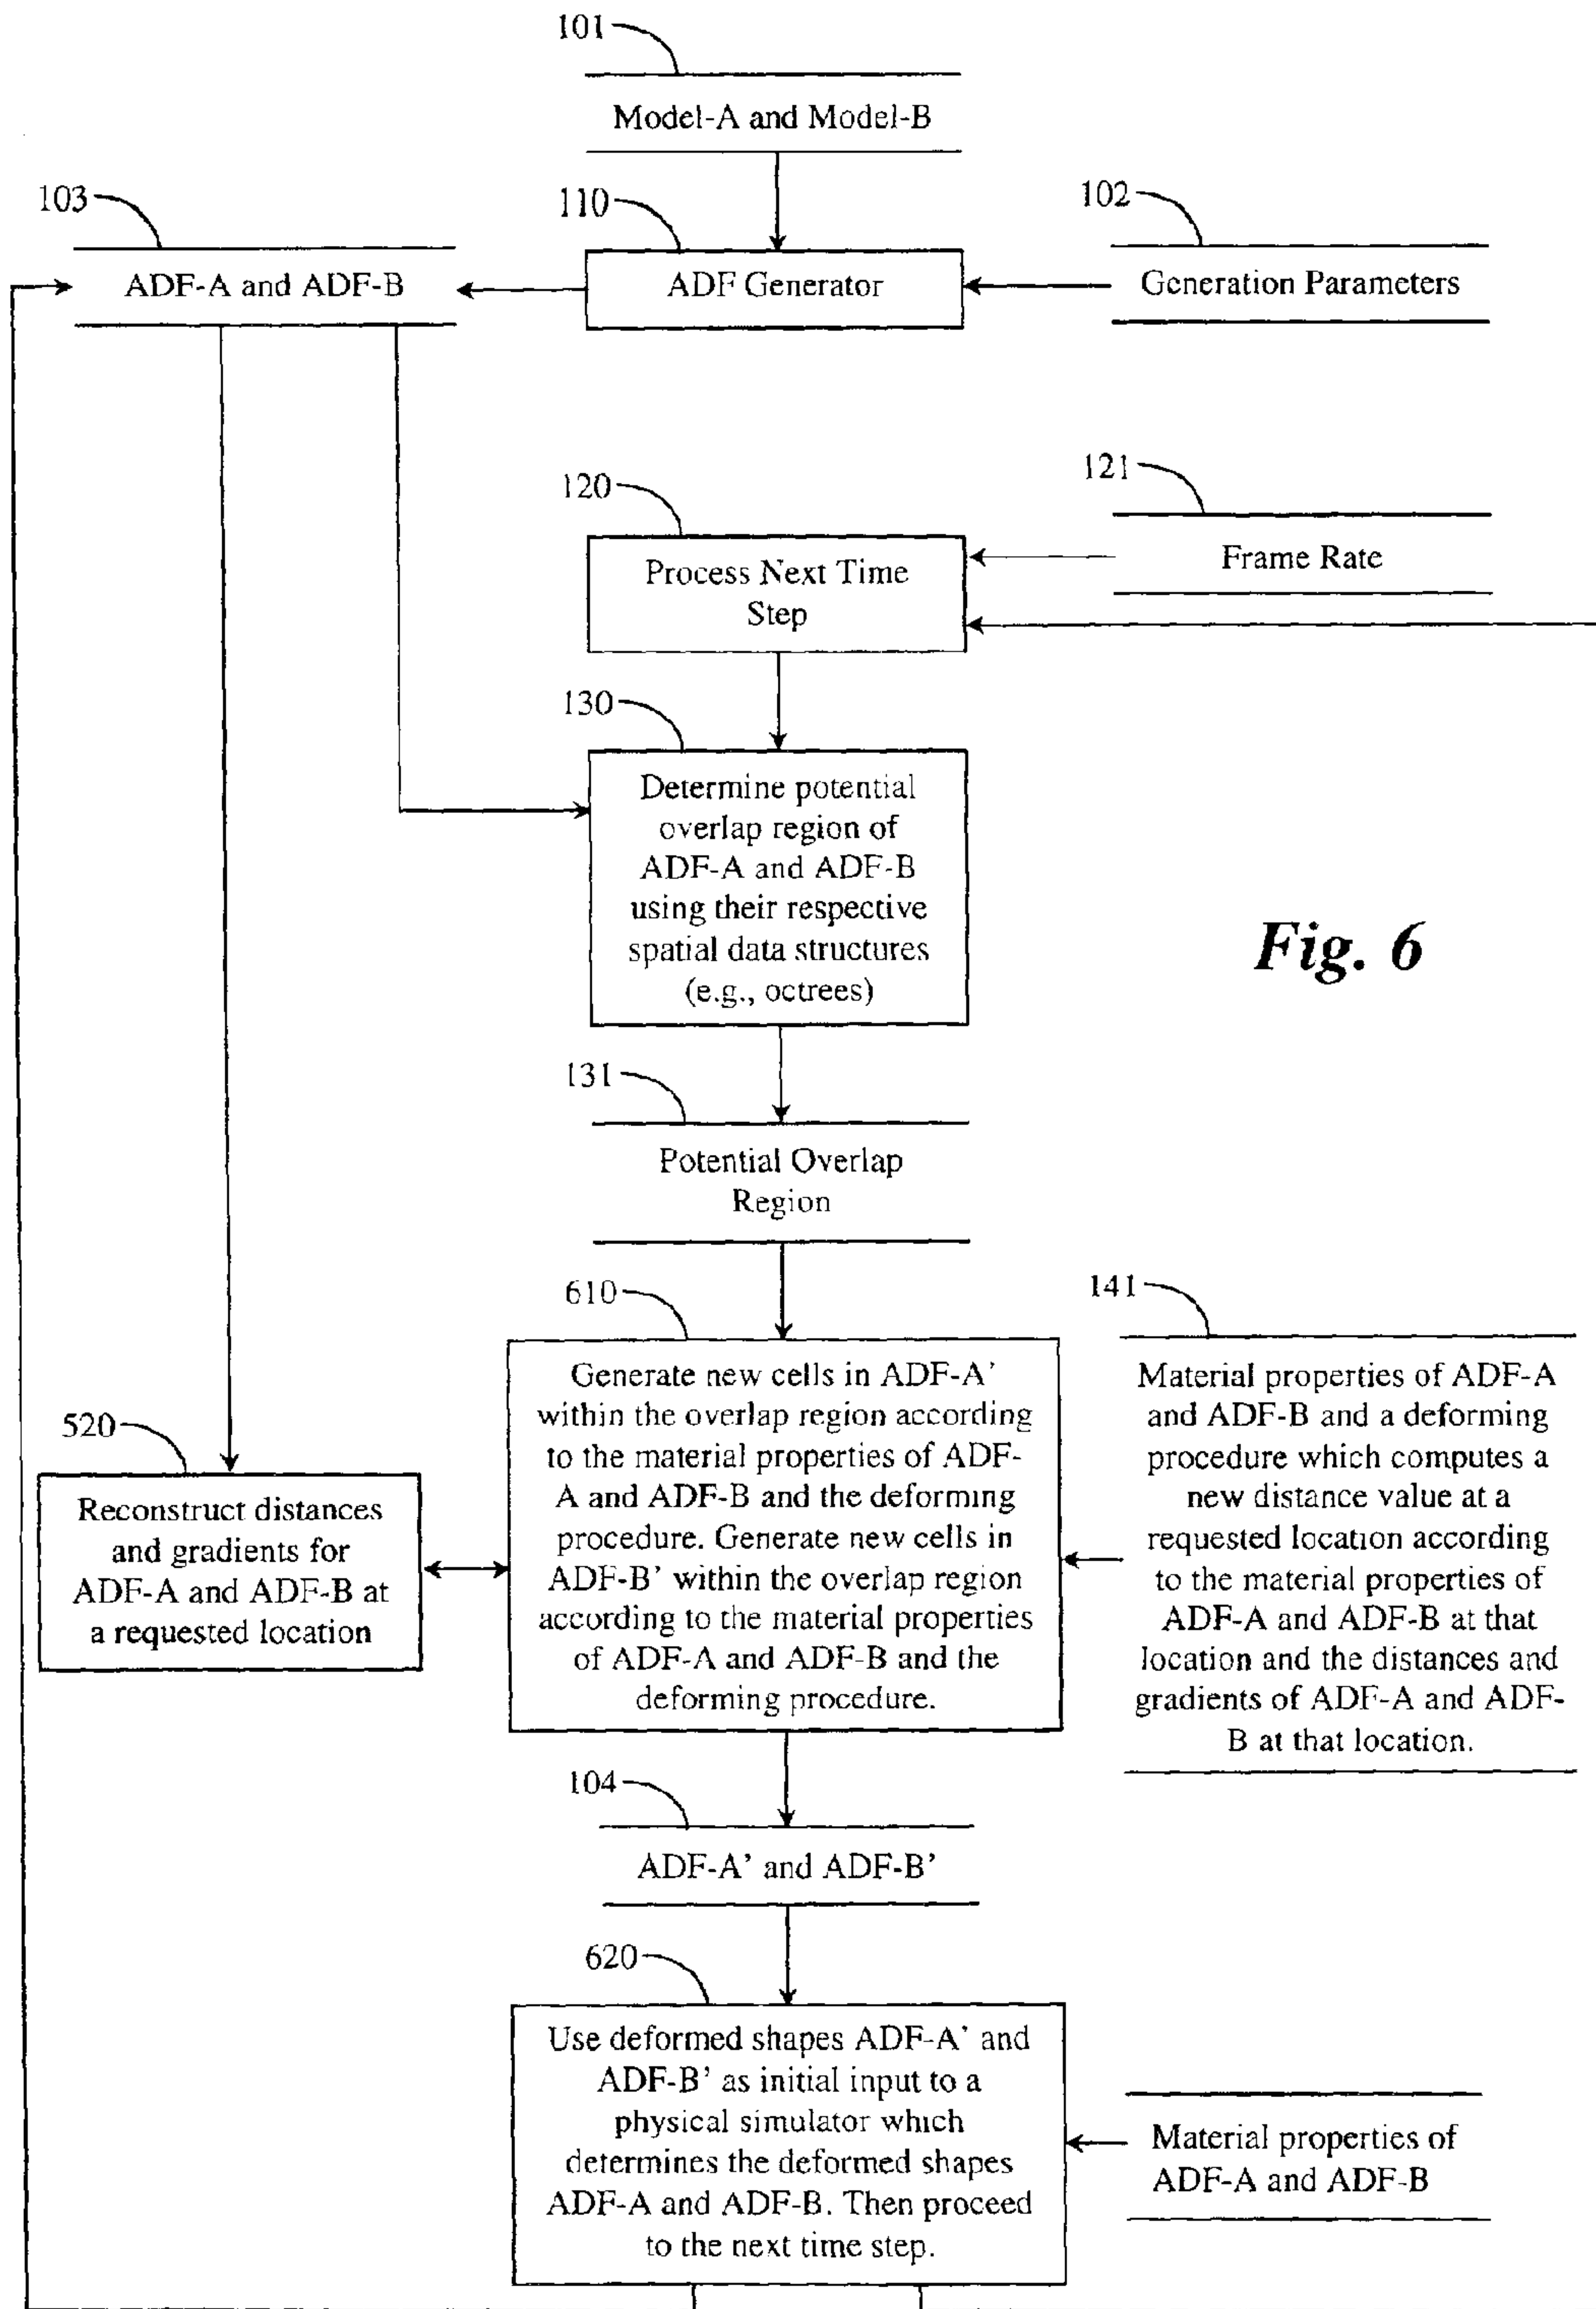 101
Model-A and Model-B
103
110
102
ADF-A and ADF-B
ADF Generator
Generation Parameters
120
121
Process Next Time
Step
Frame Rate
130
Determine potential
overlap region of
ADF-A and ADF-B
using their respective
spatial data structures
(e.g., octrees)
Fig. 6
131
Potential Overlap
Region
610
141
Generate new cells in ADF-A'
within the overlap region according
to the material properties of ADF-
A and ADF-B and the deforming
procedure. Generate new cells in
ADF-B' within the overlap region
according to the material properties
of ADF-A and ADF-B and the
deforming procedure.
Material properties of ADF-A
and ADF-B and a deforming
procedure which computes a
new distance value at a
requested location according
to the material properties of
ADF-A and ADF-B at that
location and the distances and
gradients of ADF-A and ADF-
B at that location.
520
Reconstruct distances
and gradients for
ADF-A and ADF-B at
a requested location
104
ADF-A' and ADF-B'
620
Use deformed shapes ADF-A' and
ADF-B' as initial input to a
physical simulator which
determines the deformed shapes
ADF-A and ADF-B. Then proceed
to the next time step.
Material properties of
ADF-A and ADF-B